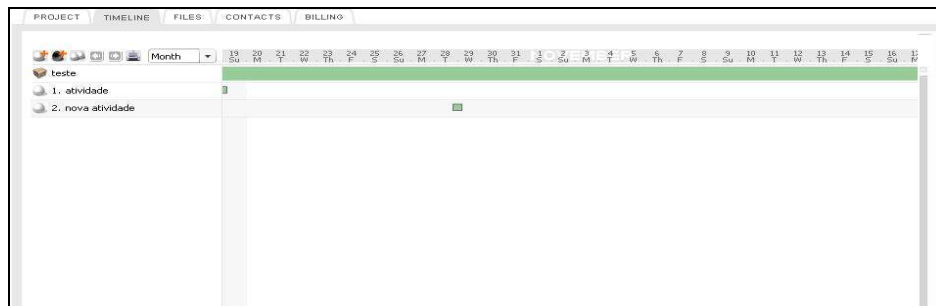 PROJECT TIMELINE FILES CONTACTS BILLING
Month
19 20 21 22 23 24 25 26 27 28 29 30 31 1 2 3 4 5 6 7 8 9 10 11 12 13 14 15 16 17
Su M T W Th F S Su M T W Th F S Su M T W Th F S Su M T W Th F S Su M
teste
1. atividade
2. nova atividade